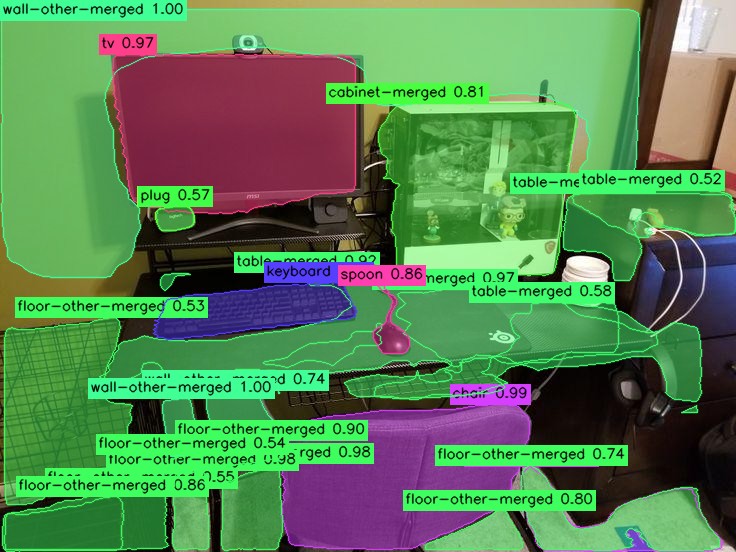 wall-other-merged 1.00
tv 0.97
cabinet-merged 0.81
table-me
table-merged 0.52
plug 0.57
msi
table-merged 0.92
keyboard
spoon 0.86
merged 0.97
table-merged 0.58
floor-other-merged 0.53
0.74
wall-other-merged 1.00
chair 0.99
floor-other-merged 0.90
floor-other-merged 0.54
rged 0.98
floor-other-merged 0.74
floor-other-merged 0.98
0.55
floor-other-merged 0.86
floor-other-merged 0.80